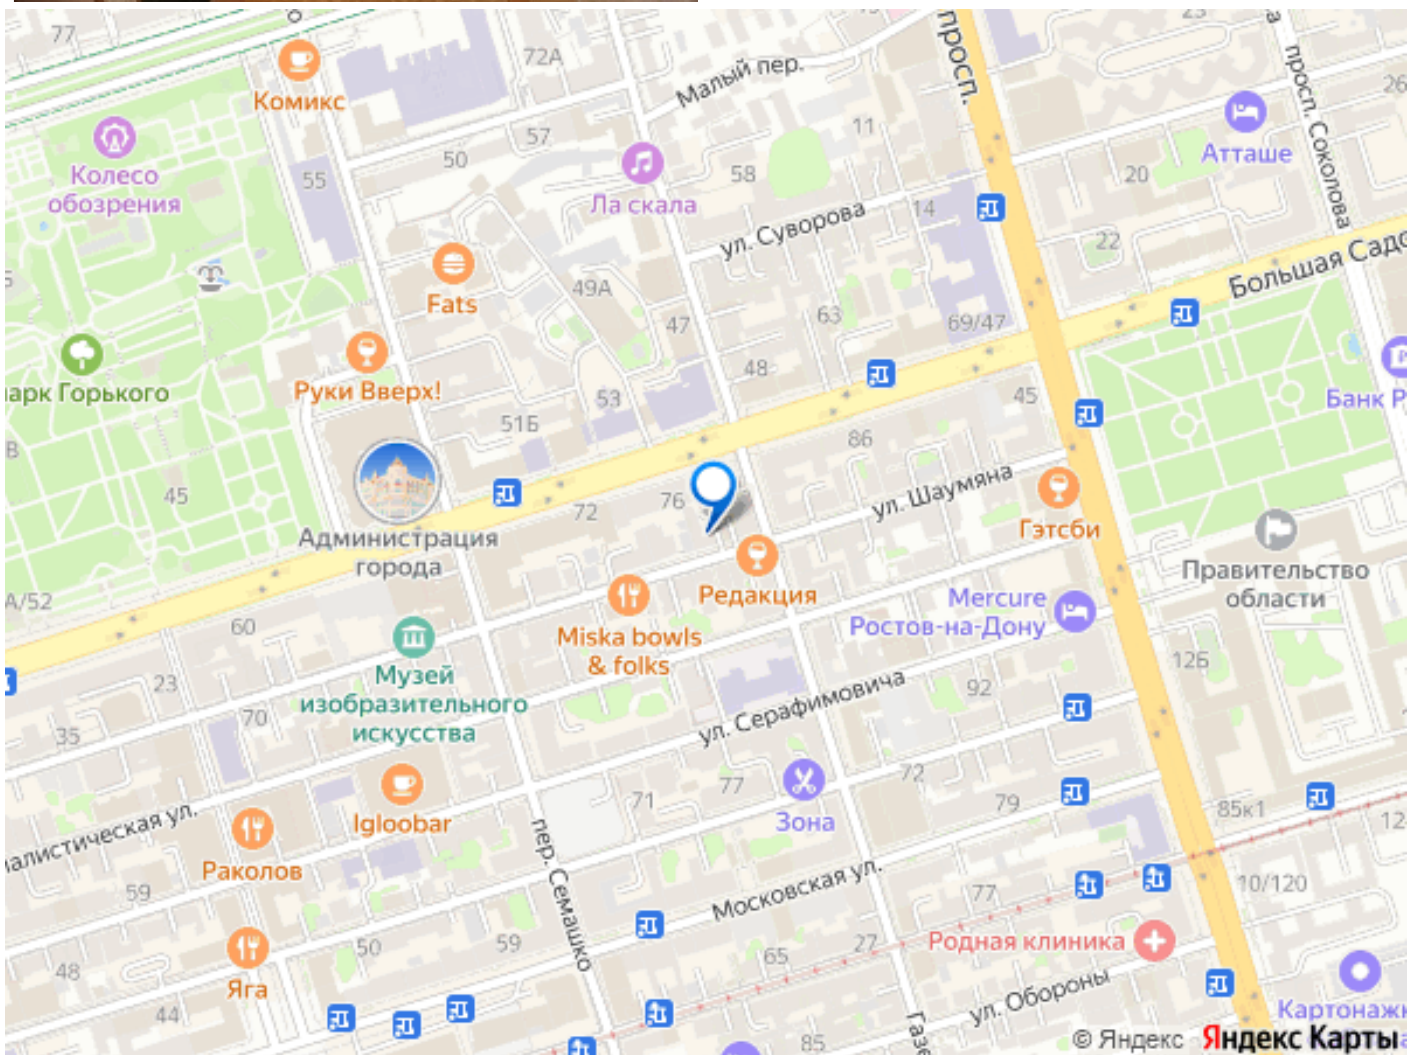 77
72А
Малый пер.
просп.
23
просп. Соколова
26
Комикс
Колесо
обозрения
55
50
57
Ла скала
58
11
Атташе
20
ул. Суворова
14
22
Большая Садо
Fats
49А
47
63
69/47
48
парк Горького
Руки Вверх!
53
51Б
45
Банк Р
86
В
45
Администрация
города
72
76
ул. Шаумяна
Гэтсби
Редакция
Правительство
области
А/52
60
Miska bowls
& folks
Mercure
Ростов-на-Дону
Музей
изобразительного
искусства
23
70
35
ул. Серафимовича
92
12Б
71
77
72
79
85к1
12
Igloobar
Зона
алистическая ул.
Раколов
пер. Семашко
Московская ул.
59
77
10/120
50
59
65
27
Родная клиника
48
Яга
44
ул. Обороны
Газе
85
Картонажн
© Яндекс Яндекс Карты